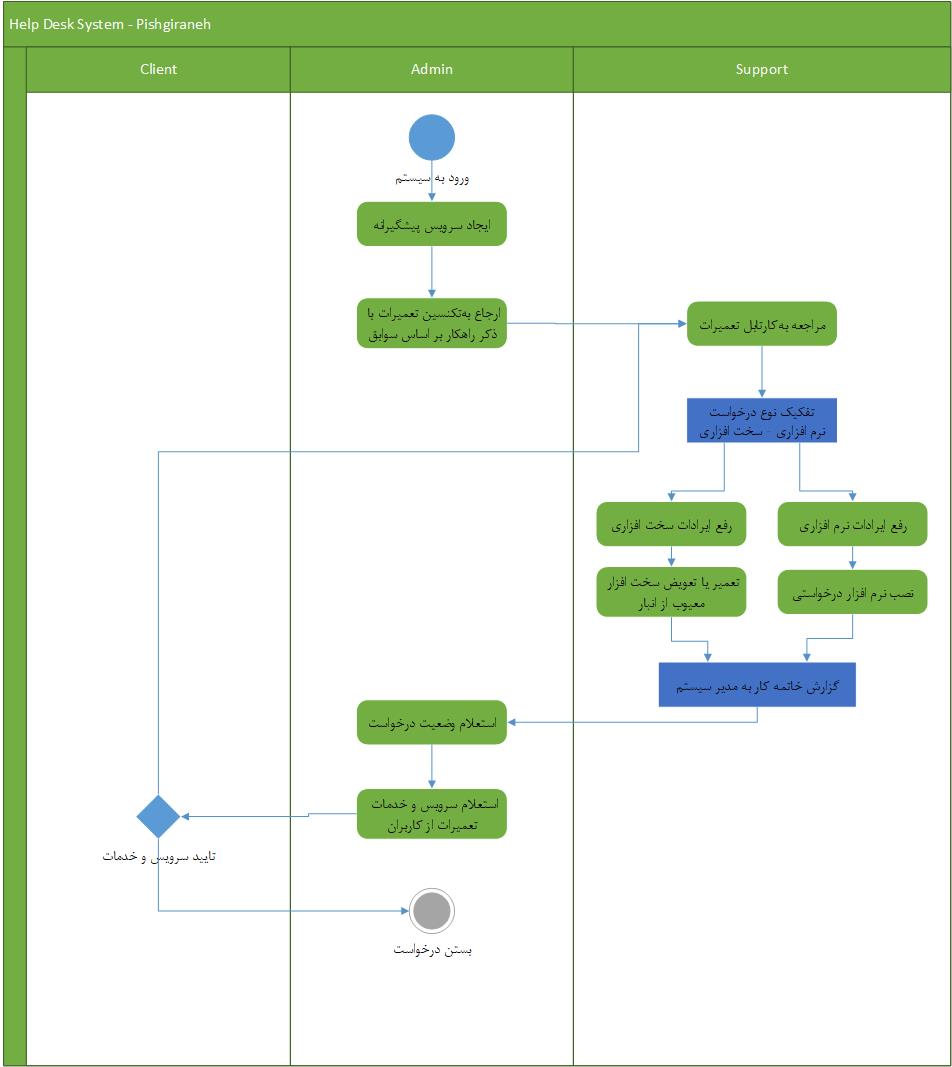 Help Desk System - Pishgiraneh
Client
Admin
Support
ورود به سیستم
ایجاد سرویس پیشگیرانه
ارجاع به‌تکنسین تعمیرات با
ذکر راهکار بر اساس سوابق
مراجعه به کارتابل تعمیرات
تفکیک نوع درخواست
نرم افزاری - سخت افزاری
رفع ایرادات سخت افزاری
رفع ایرادات نرم افزاری
تعمیر یا تعویض سخت افزار
معیوب از انبار
نصب نرم افزار درخواستی
گزارش خاتمه کار به مدیر سیستم
استعلام وضعیت درخواست
استعلام سرویس و خدمات
تعمیرات از کاربران
تایید سرویس و خدمات
بستن درخواست